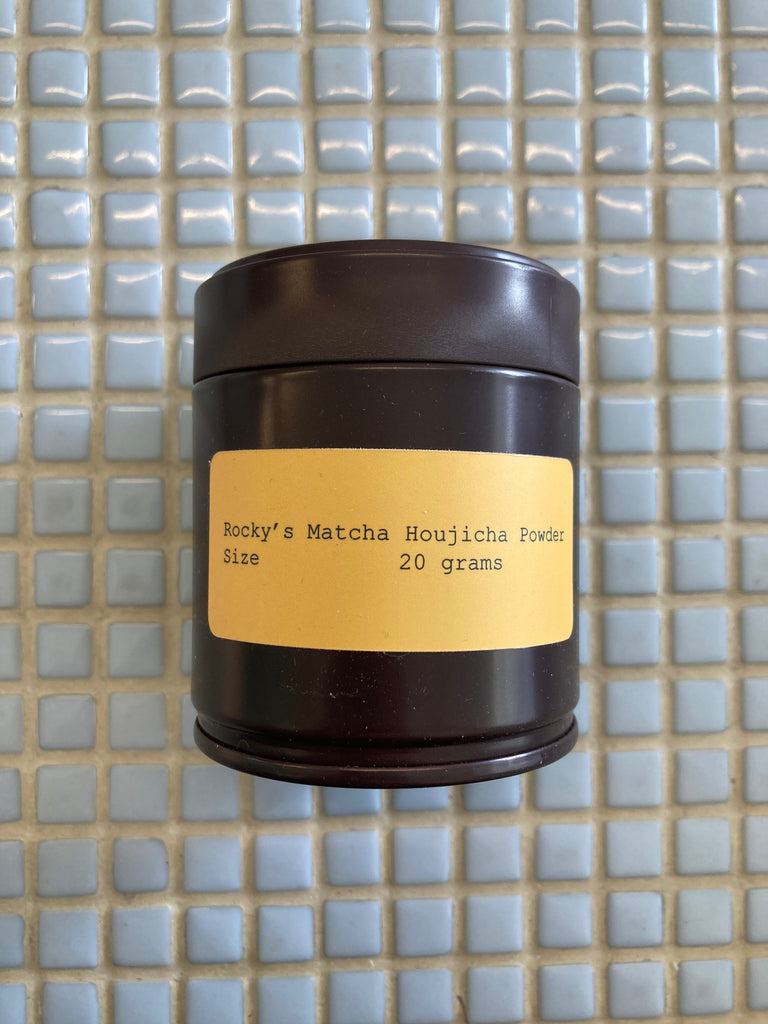 Rocky's Matcha Houjicha Powder
Size 20 grams